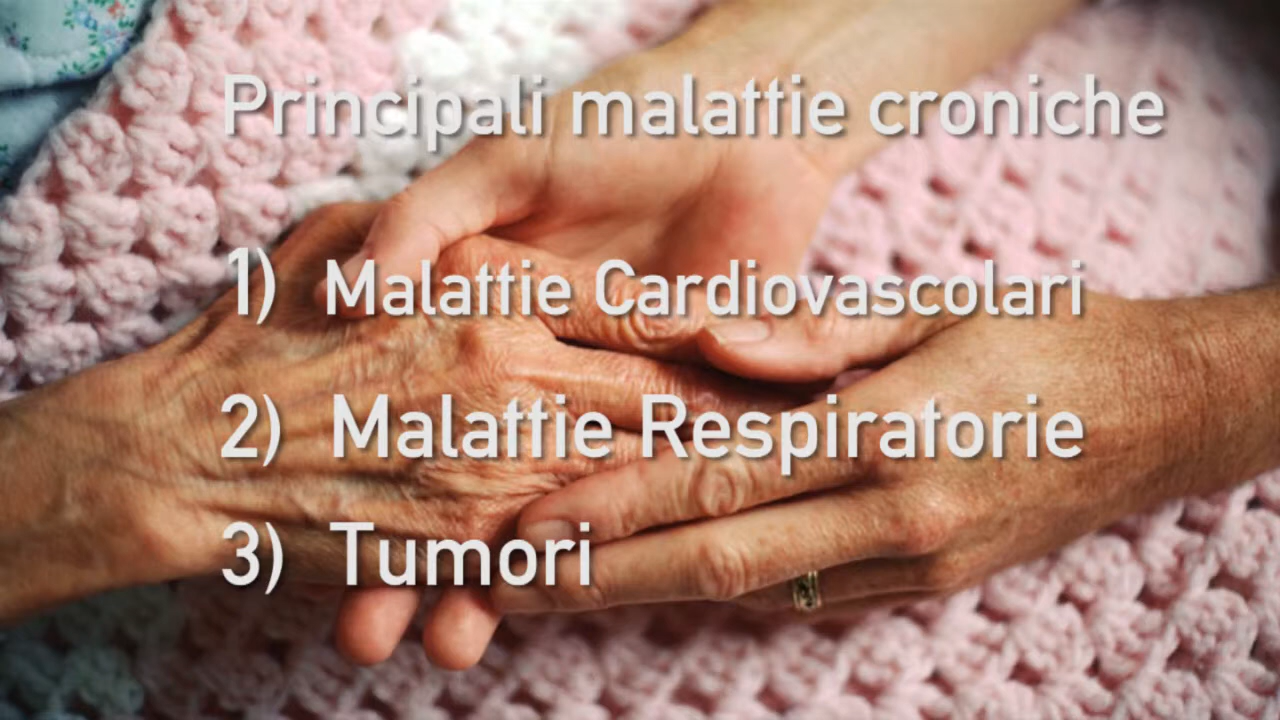 Principali malattie croniche
1) Malattie Cardiovascolari
2) Malattie Respiratorie
3) Tumori